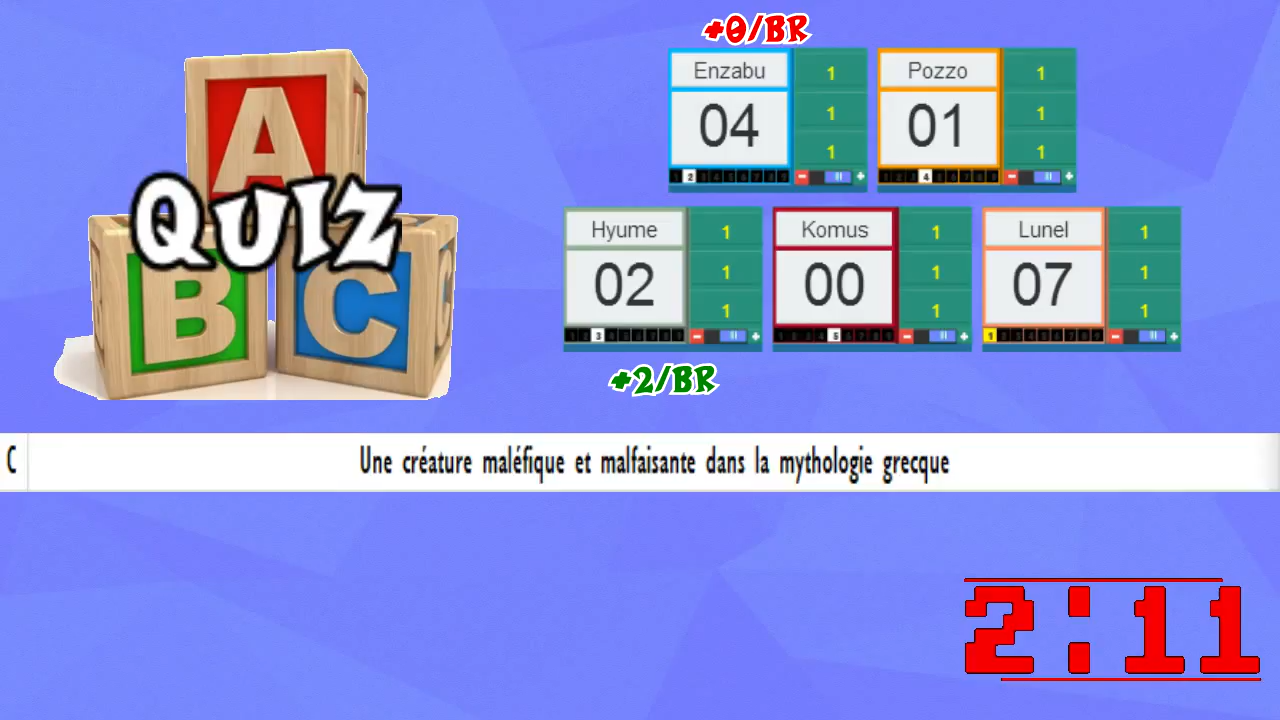 A
QUIZ
B C
+0/BR
Enzabu 1
04 1
1
Pozzo 1
01 1
1
Hyume 1
02 1
1
Komus 1
00 1
1
Lunel 1
07 1
1
+2/BR
C Une créature maléfique et malfaisante dans la mythologie grecque
2:11